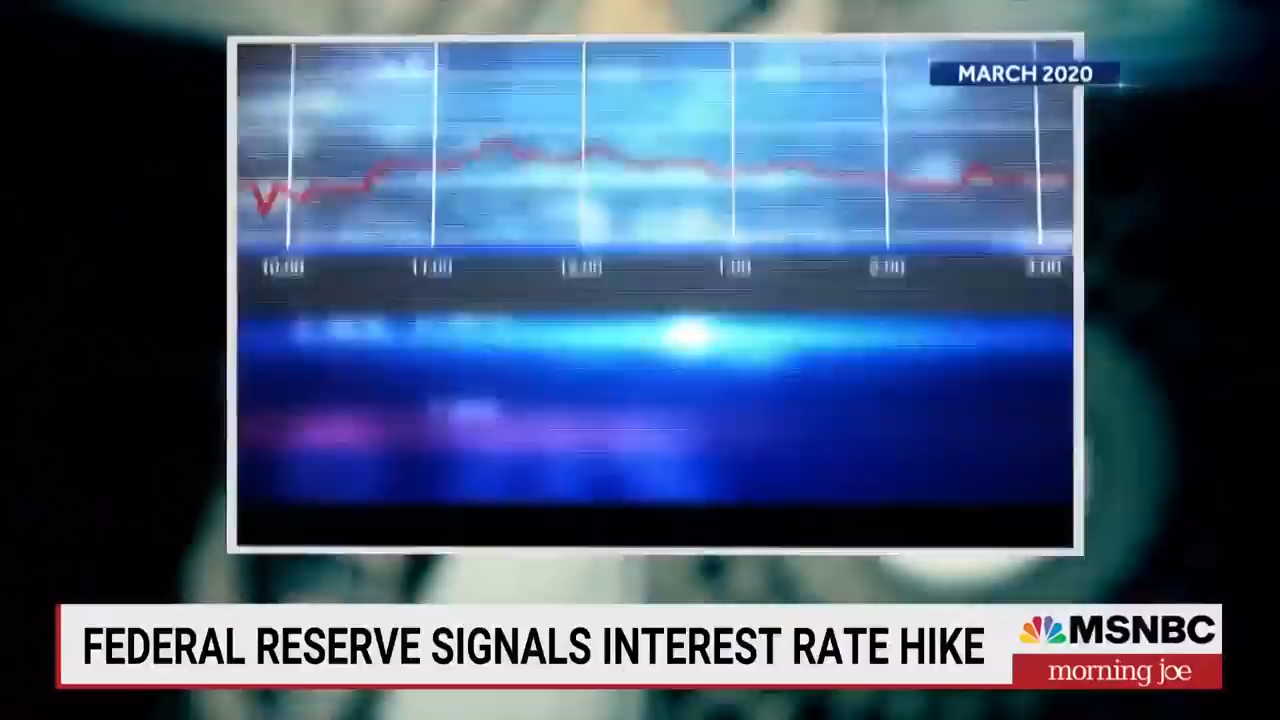 MARCH 2020
FEDERAL RESERVE SIGNALS INTEREST RATE HIKE
MSNBC
morning joe